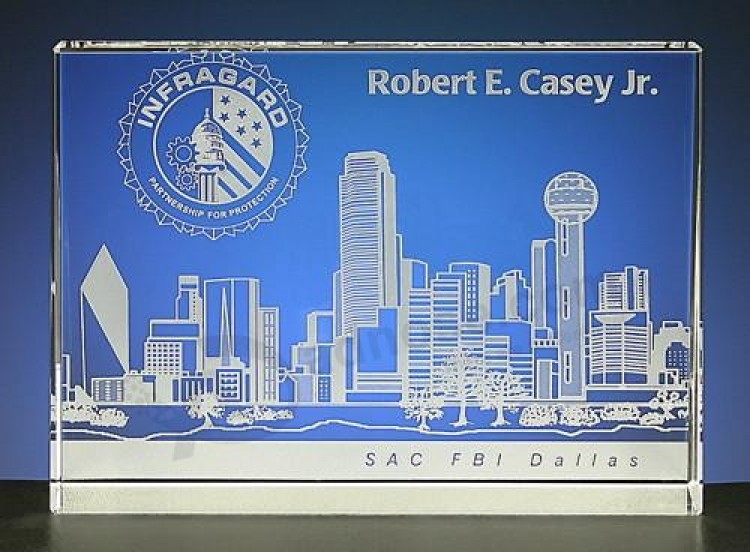 INFRAGARD
PARTNERSHIP FOR PROTECTION
Robert E. Casey Jr.
SAC FBI Dallas